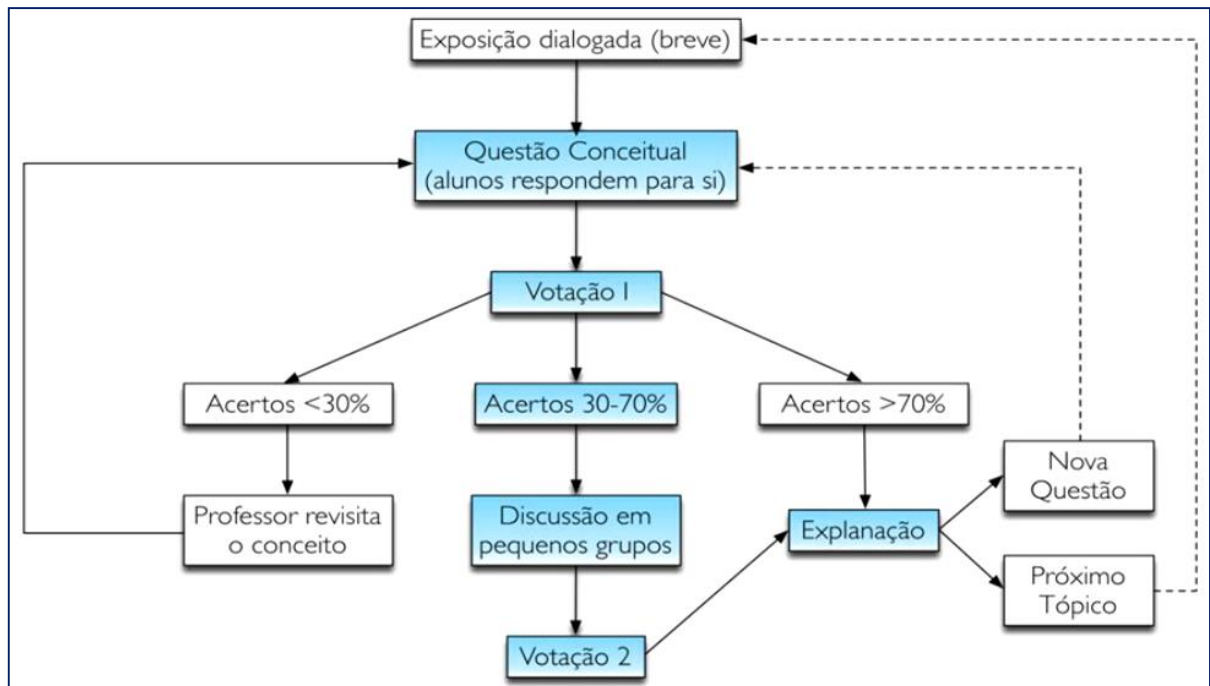 Exposição dialogada (breve)
Questão Conceitual
(alunos respondem para si)
Votação 1
Acertos <30%
Acertos 30-70%
Acertos >70%
Professor revisita
o conceito
Discussão em
pequenos grupos
Explanação
Nova
Questão
Próximo
Tópico
Votação 2